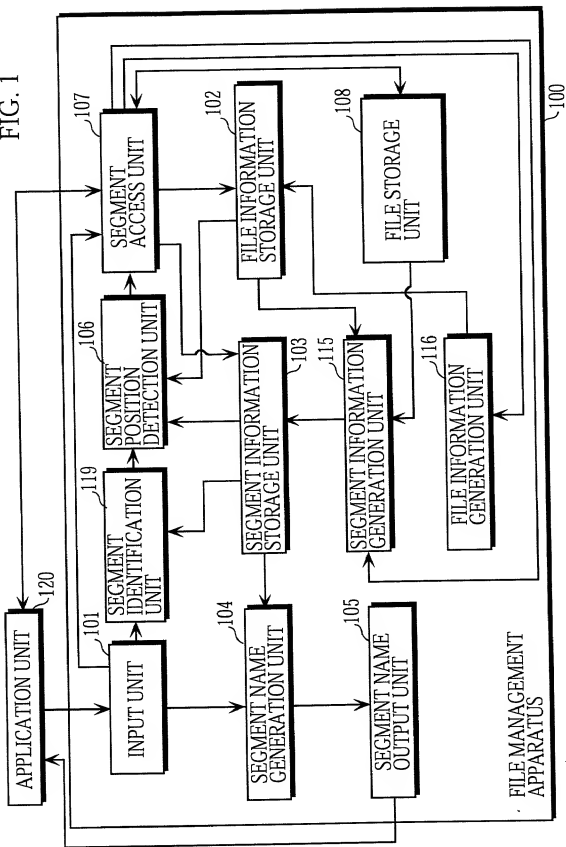 FIG. 1
120
APPLICATION UNIT
101
INPUT UNIT
119
SEGMENT
IDENTIFICATION
UNIT
106
SEGMENT
POSITION
DETECTION UNIT
107
SEGMENT
ACCESS UNIT
104
SEGMENT NAME
GENERATION UNIT
103
SEGMENT INFORMATION
STORAGE UNIT
102
FILE INFORMATION
STORAGE UNIT
105
SEGMENT NAME
OUTPUT UNIT
115
SEGMENT INFORMATION
GENERATION UNIT
108
FILE STORAGE
UNIT
116
FILE INFORMATION
GENERATION UNIT
FILE MANAGEMENT
APPARATUS
100